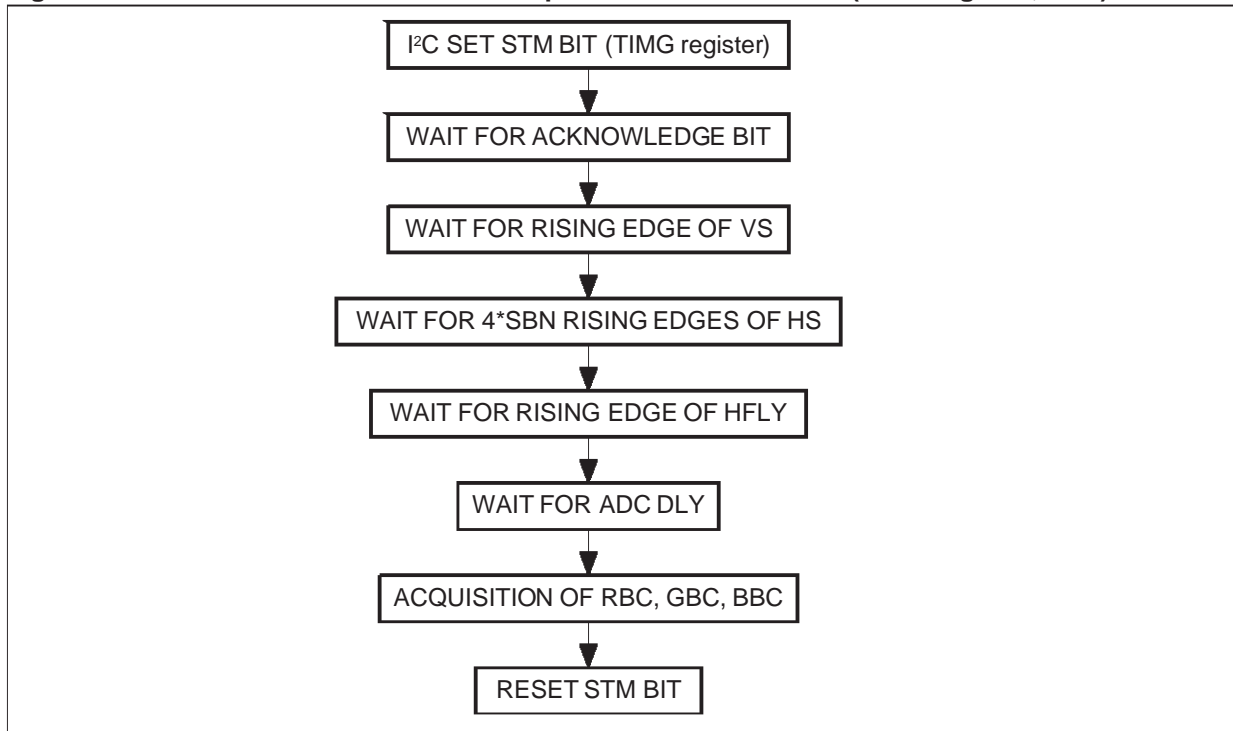 I²C SET STM BIT (TIMG register)
WAIT FOR ACKNOWLEDGE BIT
WAIT FOR RISING EDGE OF VS
WAIT FOR 4*SBN RISING EDGES OF HS
WAIT FOR RISING EDGE OF HFLY
WAIT FOR ADC DLY
ACQUISITION OF RBC, GBC, BBC
RESET STM BIT